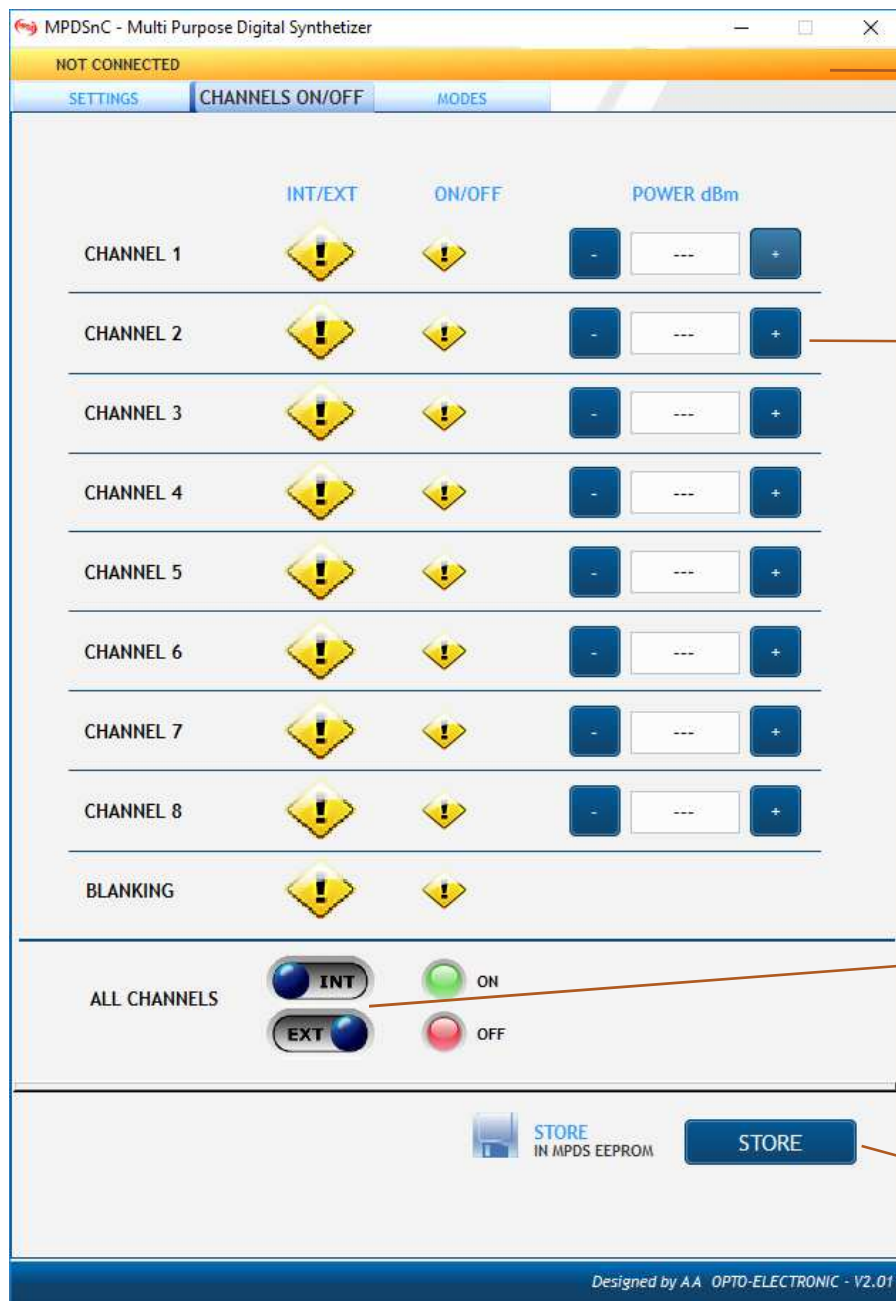 MPDSnC - Multi Purpose Digital Synthetizer
NOT CONNECTED
SETTINGS CHANNELS ON/OFF MODES
INT/EXT ON/OFF POWER dBm
CHANNEL 1 - --- +
CHANNEL 2 - --- +
CHANNEL 3 - --- +
CHANNEL 4 - --- +
CHANNEL 5 - --- +
CHANNEL 6 - --- +
CHANNEL 7 - --- +
CHANNEL 8 - --- +
BLANKING
ALL CHANNELS
INT ON
EXT OFF
STORE
IN MPDS EEPROM
STORE
Designed by AA OPTO-ELECTRONIC - V2.01